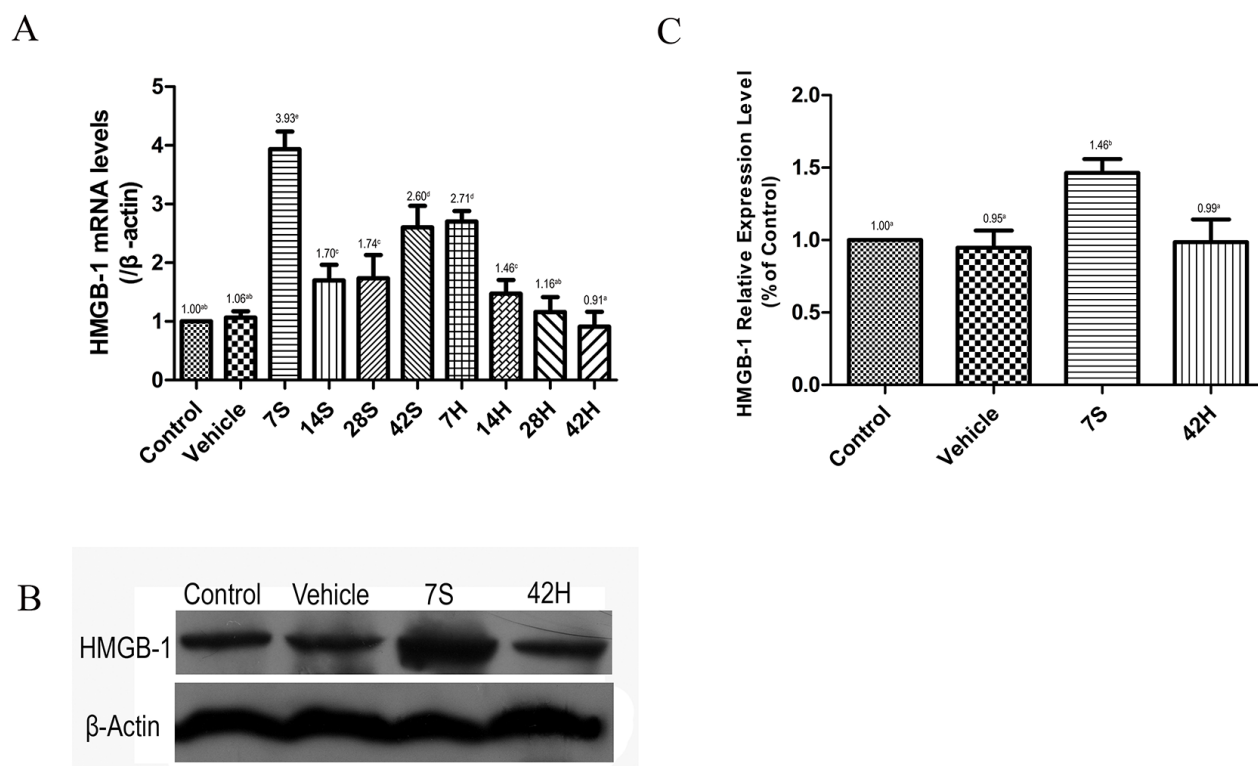 A
HMGB-1 mRNA levels
(/β -actin)
5
4
3
2
1
0
1.00ᵃᵇ
1.06ᵃᵇ
3.93ᵉ
1.70ᶜ
1.74ᶜ
2.60ᵈ
2.71ᵈ
1.46ᶜ
1.16ᵃᵇ
0.91ᵃ
Control
Vehicle
7S
14S
28S
42S
7H
14H
28H
42H
C
HMGB-1 Relative Expression Level
(% of Control)
2.0
1.5
1.0
0.5
0.0
1.00ᵃ
0.95ᵃ
1.46ᵇ
0.99ᵃ
Control
Vehicle
7S
42H
B
Control Vehicle 7S 42H
HMGB-1
β-Actin